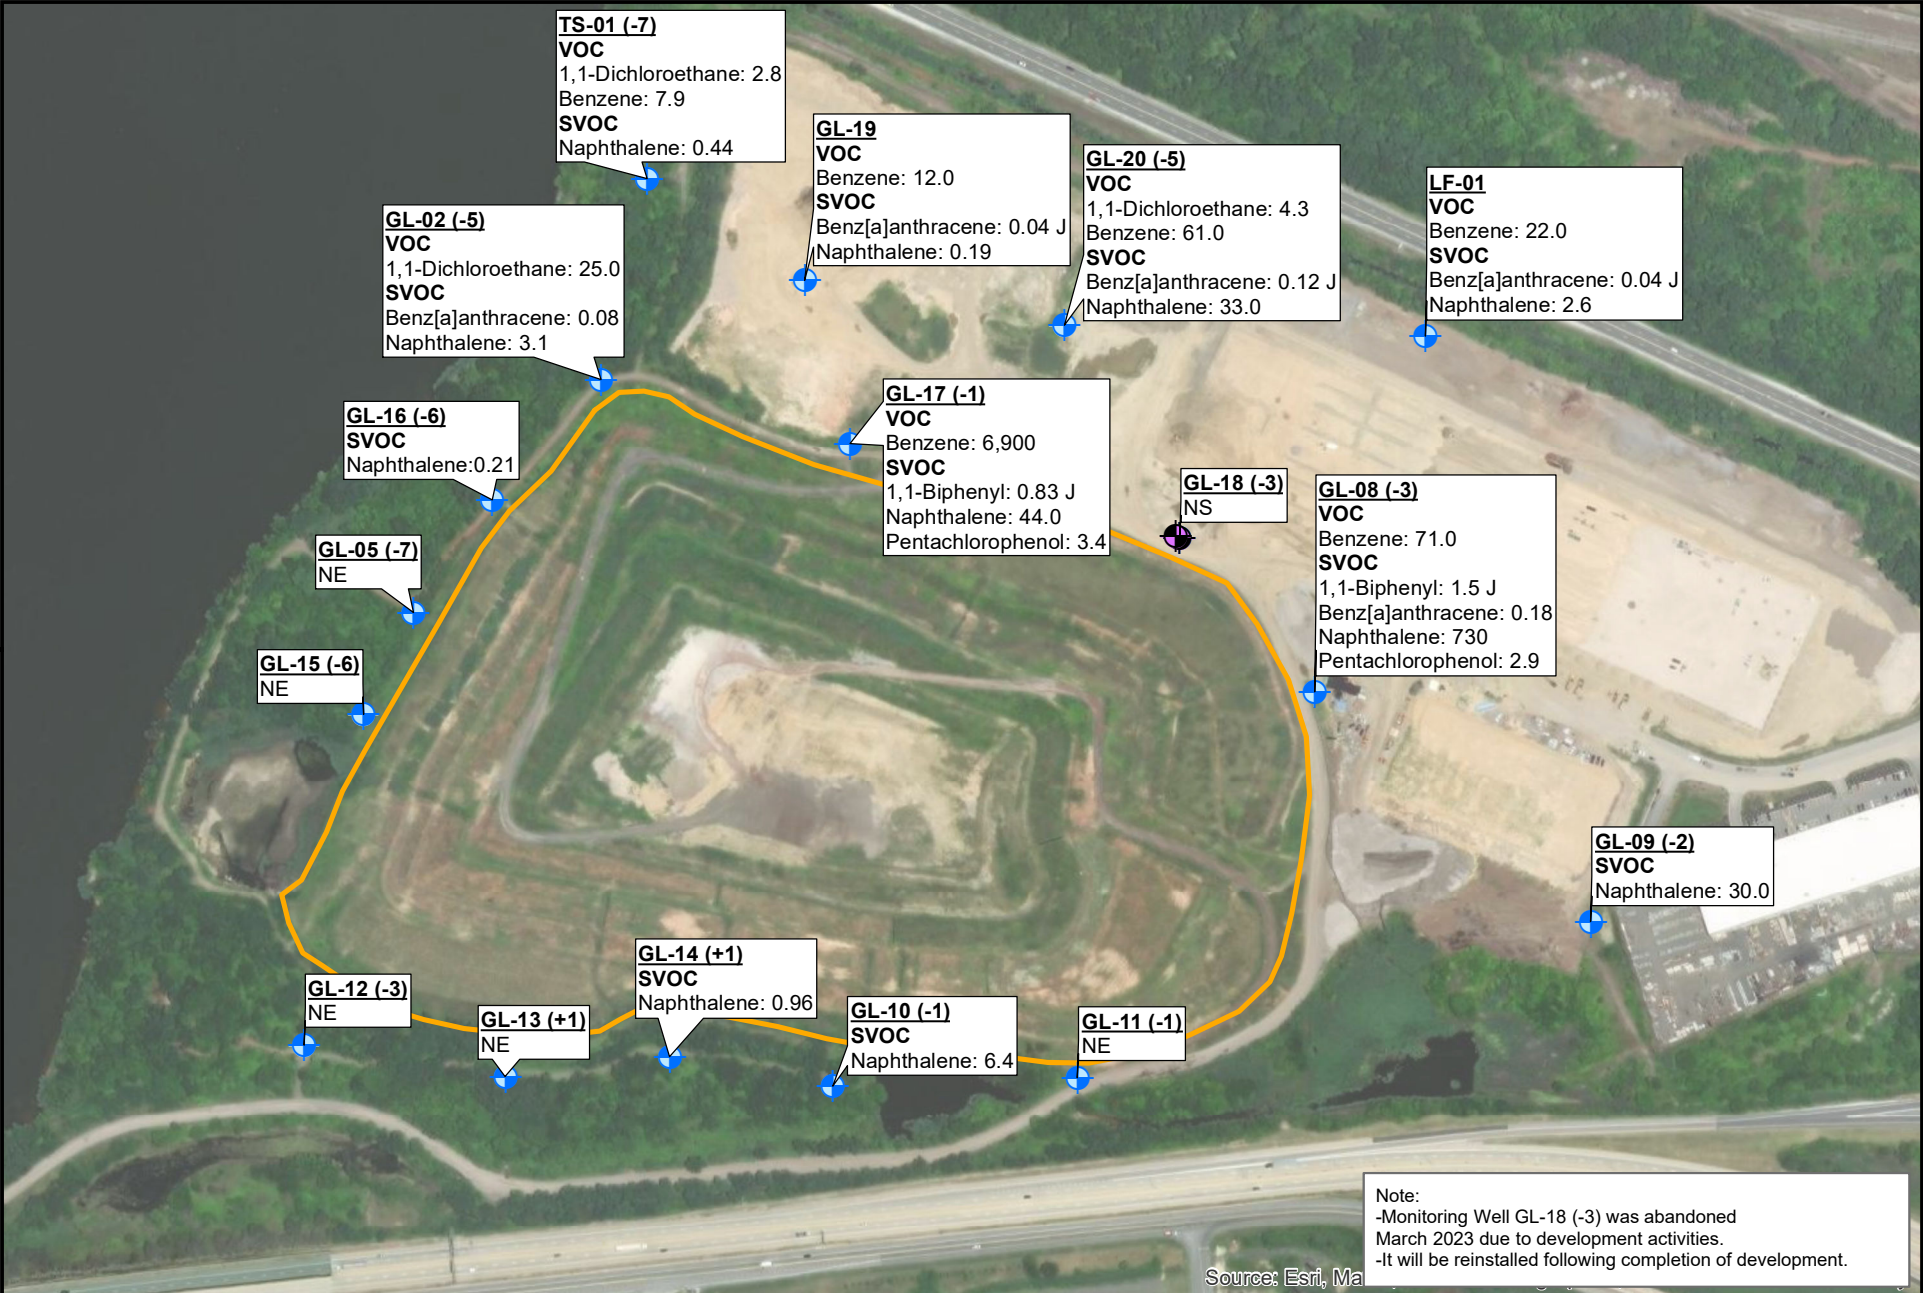 TS-01 (-7)
VOC
1,1-Dichloroethane: 2.8
Benzene: 7.9
SVOC
Naphthalene: 0.44
GL-19
VOC
Benzene: 12.0
SVOC
Benz[a]anthracene: 0.04 J
Naphthalene: 0.19
GL-20 (-5)
VOC
1,1-Dichloroethane: 4.3
Benzene: 61.0
SVOC
Benz[a]anthracene: 0.12 J
Naphthalene: 33.0
LF-01
VOC
Benzene: 22.0
SVOC
Benz[a]anthracene: 0.04 J
Naphthalene: 2.6
GL-02 (-5)
VOC
1,1-Dichloroethane: 25.0
SVOC
Benz[a]anthracene: 0.08
Naphthalene: 3.1
GL-16 (-6)
SVOC
Naphthalene:0.21
GL-17 (-1)
VOC
Benzene: 6,900
SVOC
1,1-Biphenyl: 0.83 J
Naphthalene: 44.0
Pentachlorophenol: 3.4
GL-18 (-3)
NS
GL-08 (-3)
VOC
Benzene: 71.0
SVOC
1,1-Biphenyl: 1.5 J
Benz[a]anthracene: 0.18
Naphthalene: 730
Pentachlorophenol: 2.9
GL-05 (-7)
NE
GL-15 (-6)
NE
GL-09 (-2)
SVOC
Naphthalene: 30.0
GL-12 (-3)
NE
GL-13 (+1)
NE
GL-14 (+1)
SVOC
Naphthalene: 0.96
GL-10 (-1)
SVOC
Naphthalene: 6.4
GL-11 (-1)
NE
Note:
-Monitoring Well GL-18 (-3) was abandoned
March 2023 due to development activities.
-It will be reinstalled following completion of development.
Source: Esri,